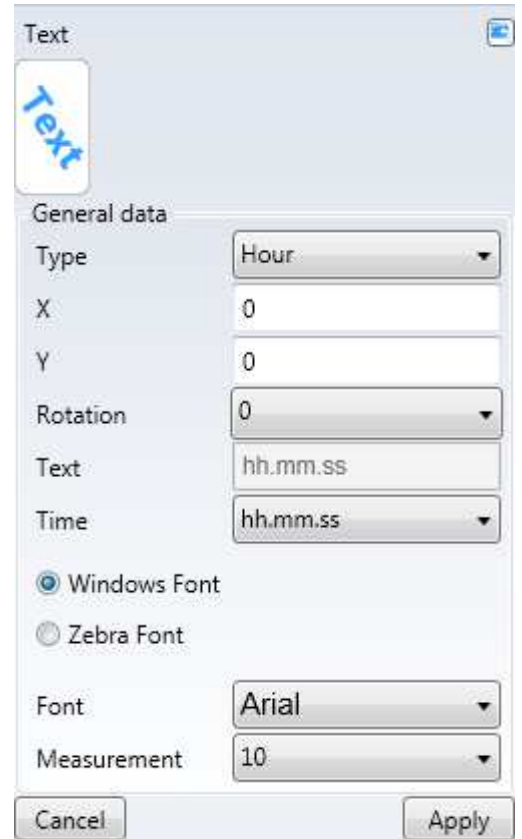 Text
Text
General data
Type Hour
X 0
Y 0
Rotation 0
Text hh.mm.ss
Time hh.mm.ss
Windows Font
Zebra Font
Font Arial
Measurement 10
Cancel Apply